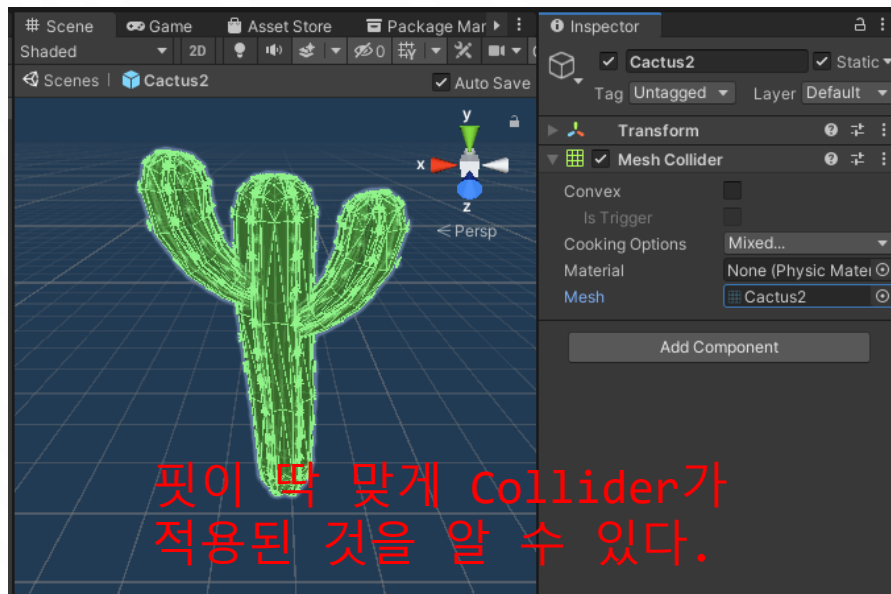 Scene
Game
Asset Store
Package Mar
Inspector
Shaded
2D
0
Scenes
Cactus2
Auto Save
Cactus2
Static
Tag
Untagged
Layer
Default
Transform
Mesh Collider
Convex
Is Trigger
Cooking Options
Mixed...
Material
None (Physic Mater
Mesh
Cactus2
Add Component
y
x
z
Persp
핏이 딱 맞게 Collider가
적용된 것을 알 수 있다.